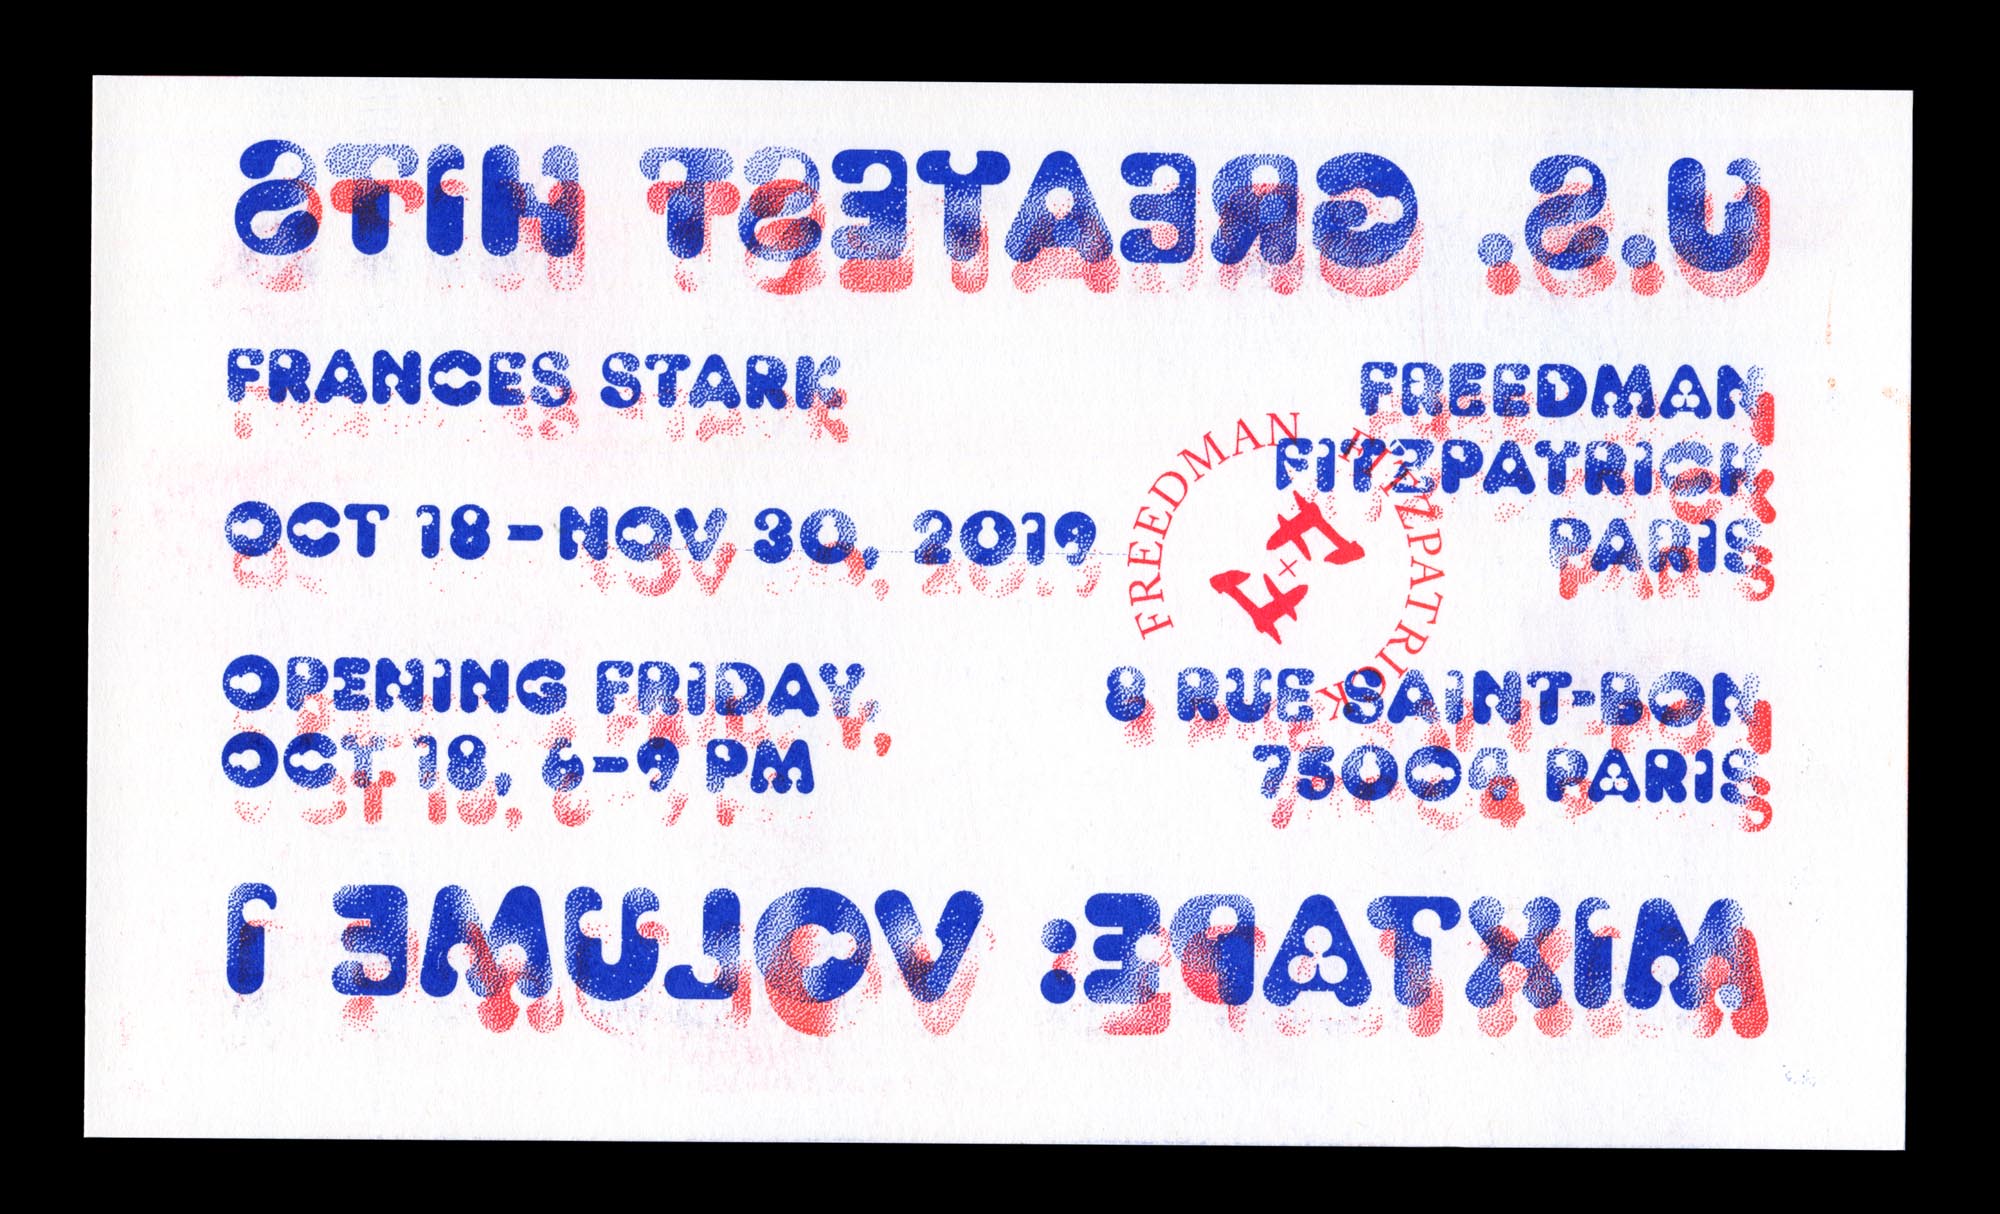 U.S. GREATEST HITS
FRANCES STARK
OCT 18 – NOV 30, 2019
OPENING FRIDAY,
OCT 18, 6–9 PM
FREEDMAN
FITZPATRICK
PARIS
8 RUE SAINT-BON
75004 PARIS
FREEDMAN FITZPATRICK
F×F
MIXTAPE: VOLUME 1